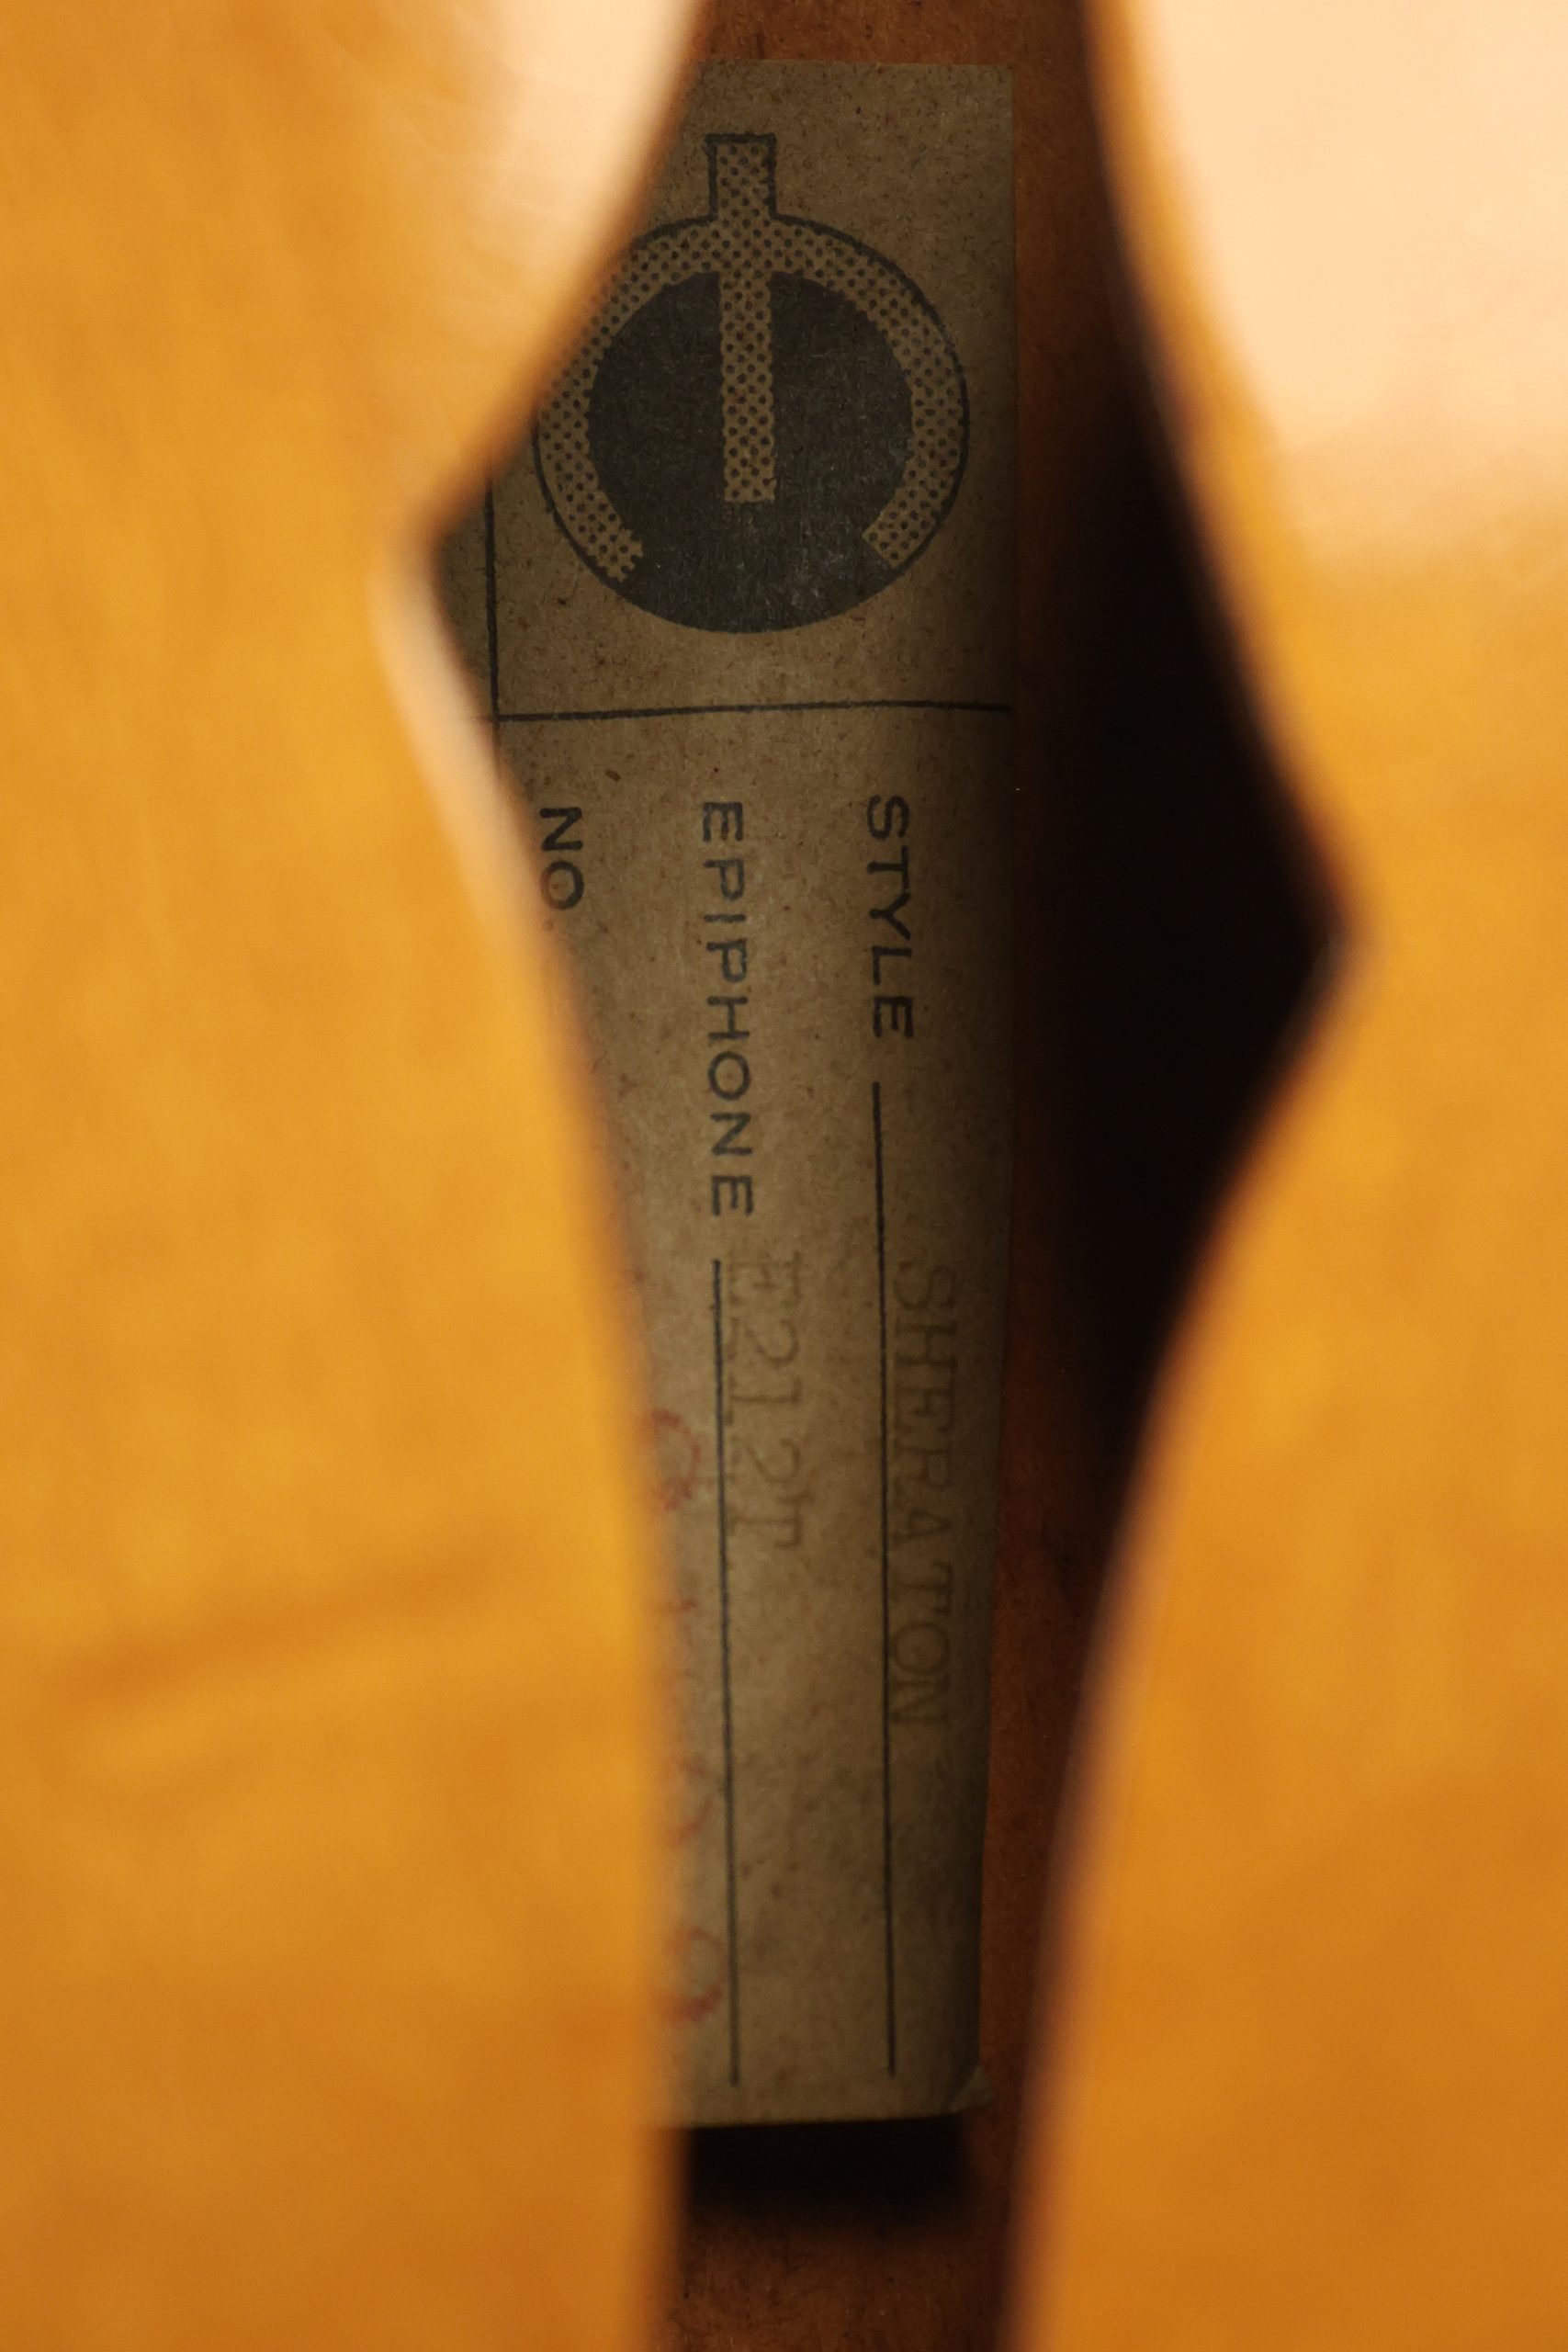 STYLE SHERATON
EPIPHONE E212T
NO.